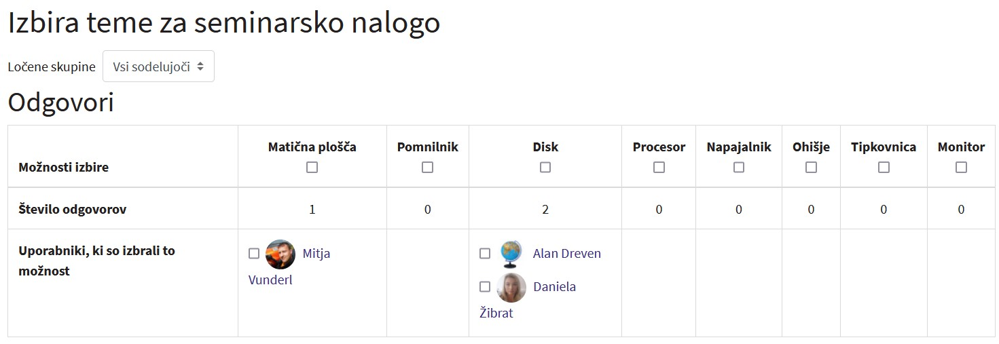 Izbira teme za seminarsko nalogo
Ločene skupine Vsi sodelujoči
Odgovori
Možnosti izbire Matična plošča Pomnilnik Disk Procesor Napajalnik Ohišje Tipkovnica Monitor
Število odgovorov 1 0 2 0 0 0 0 0
Uporabniki, ki so izbrali to
možnost
Mitja
Vunderl
Alan Dreven
Daniela
Žibrat